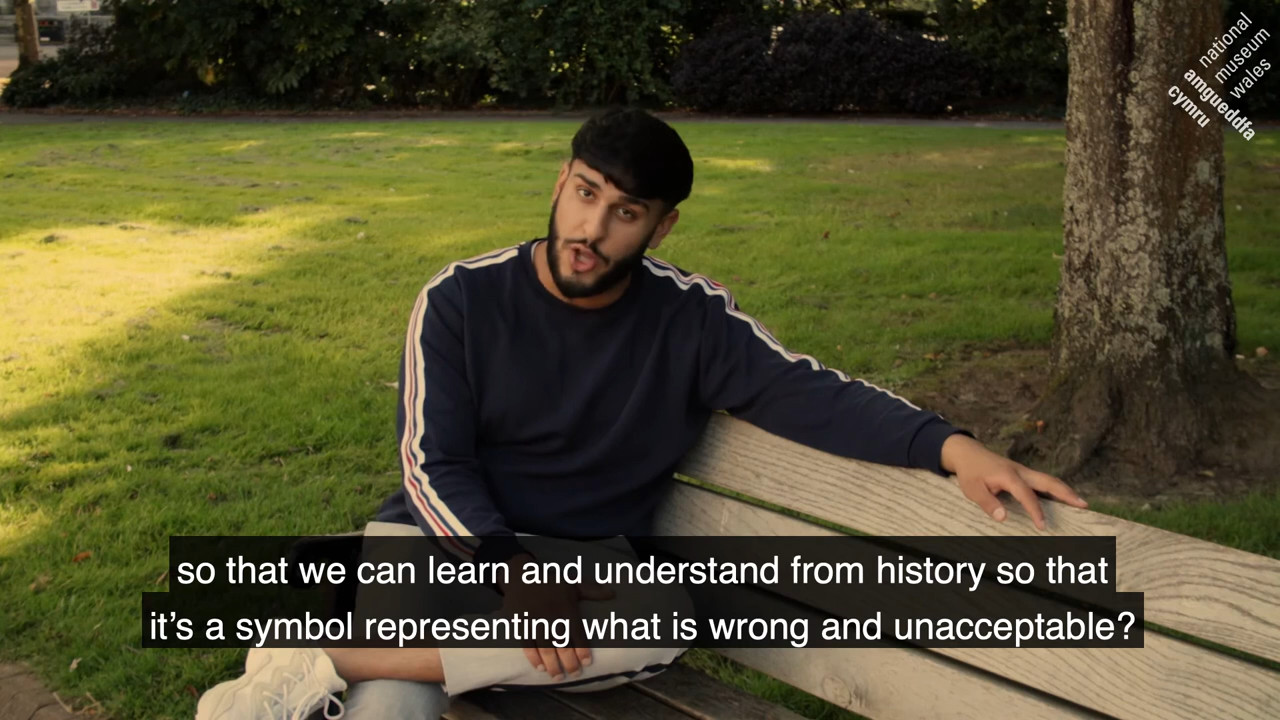 national
museum
wales
amgueddfa
cymru
so that we can learn and understand from history so that
it’s a symbol representing what is wrong and unacceptable?